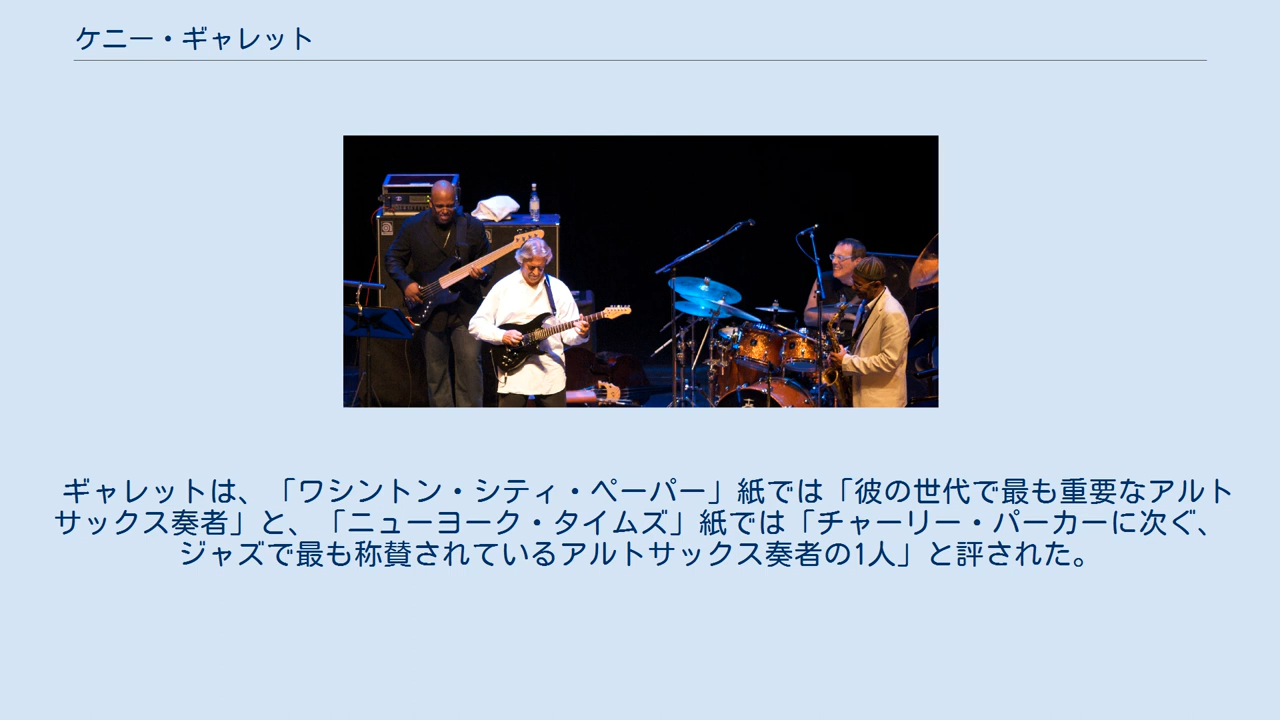 ケニー・ギャレット
ギャレットは、「ワシントン・シティ・ペーパー」紙では「彼の世代で最も重要なアルト
サックス奏者」と、「ニューヨーク・タイムズ」紙では「チャーリー・パーカーに次ぐ、
ジャズで最も称賛されているアルトサックス奏者の1人」と評された。